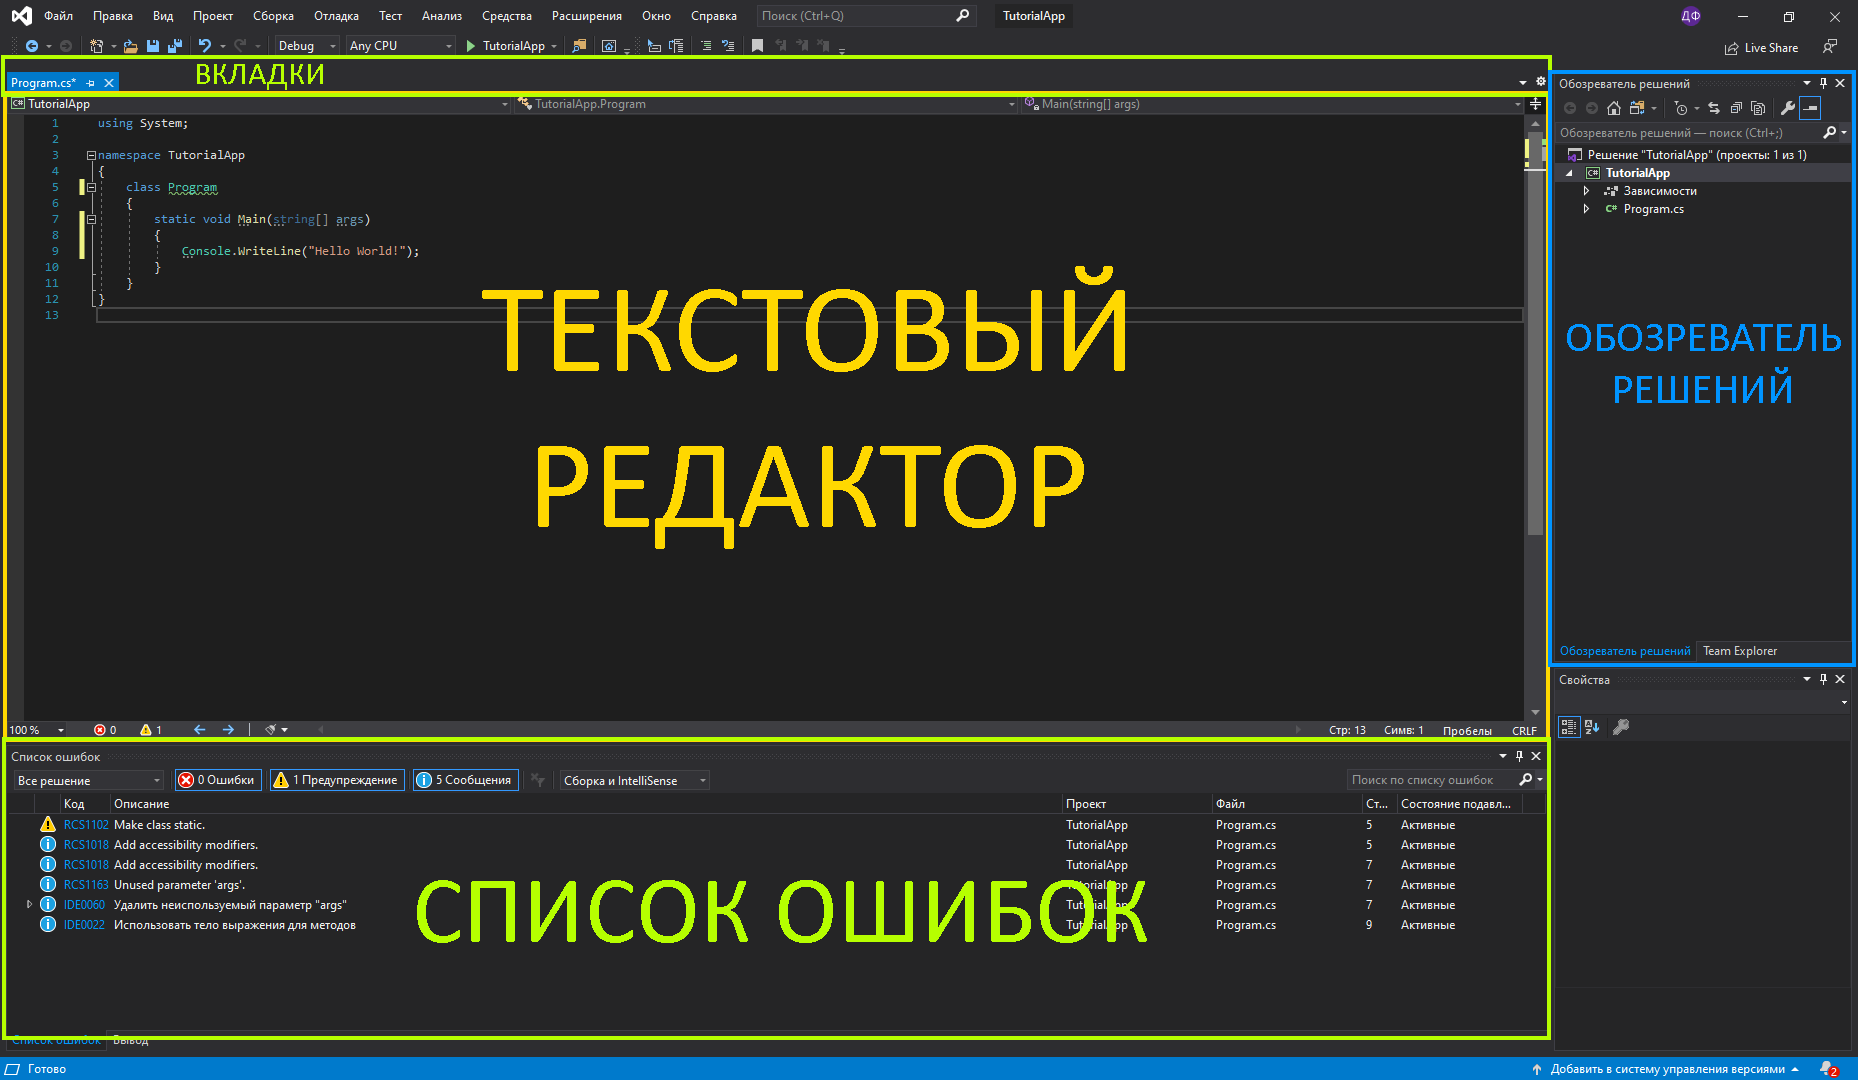 Файл Правка Вид Проект Сборка Отладка Тест Анализ Средства Расширения Окно Справка Поиск (Ctrl+Q) TutorialApp ДФ
Debug Any CPU TutorialApp Live Share
ВКЛАДКИ
Program.cs*
TutorialApp TutorialApp.Program Main(string[] args)
1 using System;
2
3 namespace TutorialApp
4 {
5 class Program
6 {
7 static void Main(string[] args)
8 {
9 Console.WriteLine("Hello World!");
10 }
11 }
12 }
13
ТЕКСТОВЫЙ
РЕДАКТОР
100 % 0 1 Стр: 13 Симв: 1 Пробелы CRLF
Обозреватель решений
Обозреватель решений — поиск (Ctrl+;)
Решение "TutorialApp" (проекты: 1 из 1)
C# TutorialApp
Зависимости
C# Program.cs
ОБОЗРЕВАТЕЛЬ
РЕШЕНИЙ
Обозреватель решений Team Explorer
Свойства
Список ошибок
Все решение 0 Ошибки 1 Предупреждение 5 Сообщения Сборка и IntelliSense Поиск по списку ошибок
Код Описание Проект Файл Ст... Состояние подавл...
RCS1102 Make class static. TutorialApp Program.cs 5 Активные
RCS1018 Add accessibility modifiers. TutorialApp Program.cs 5 Активные
RCS1018 Add accessibility modifiers. TutorialApp Program.cs 7 Активные
RCS1163 Unused parameter 'args'. TutorialApp Program.cs 7 Активные
IDE0060 Удалить неиспользуемый параметр "args" TutorialApp Program.cs 7 Активные
IDE0022 Использовать тело выражения для методов TutorialApp Program.cs 9 Активные
СПИСОК ОШИБОК
Список ошибок Вывод
Готово Добавить в систему управления версиями 2